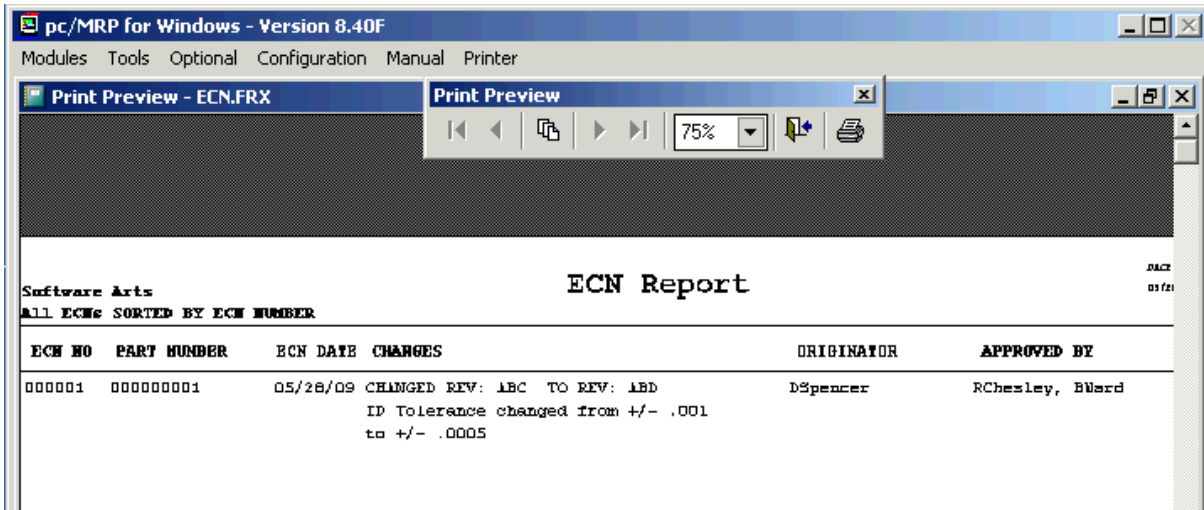 pc/MRP for Windows - Version 8.40F
Modules Tools Optional Configuration Manual Printer
Print Preview - ECN.FRX
Print Preview
75%
ECN Report
Software Arts
All ECNs SORTED BY ECN NUMBER
ECN NO PART NUMBER ECN DATE CHANGES ORIGINATOR APPROVED BY
000001 000000001 05/28/09 CHANGED REV: ABC TO REV: ABD DSpencer RChesley, BWard
ID Tolerance changed from +/- .001
to +/- .0005